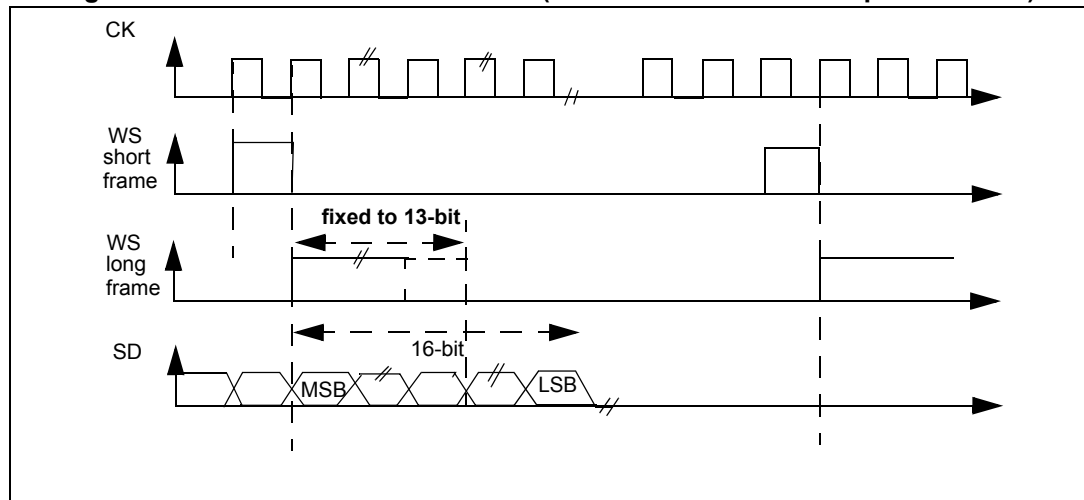 CK
WS
short
frame
fixed to 13-bit
WS
long
frame
16-bit
SD
MSB
LSB